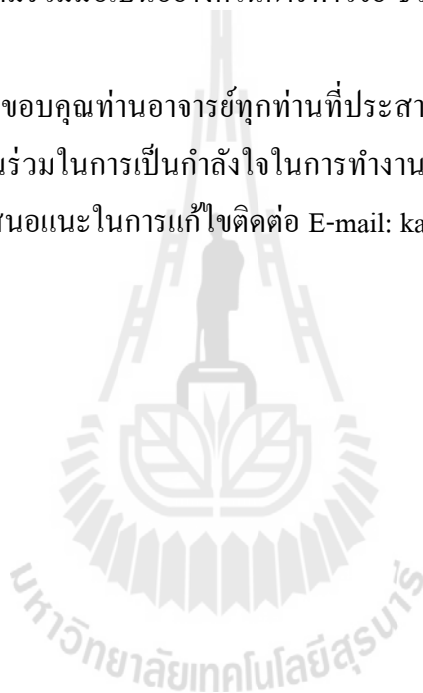 ขอบคุณท่านอาจารย์ทุกท่านที่ประสา
นร่วมในการเป็นกำลังใจในการทำงาน
สนอแนะในการแก้ไขติดต่อ E-mail: ka
มหาวิทยาลัยเทคโนโลยีสุรนารี